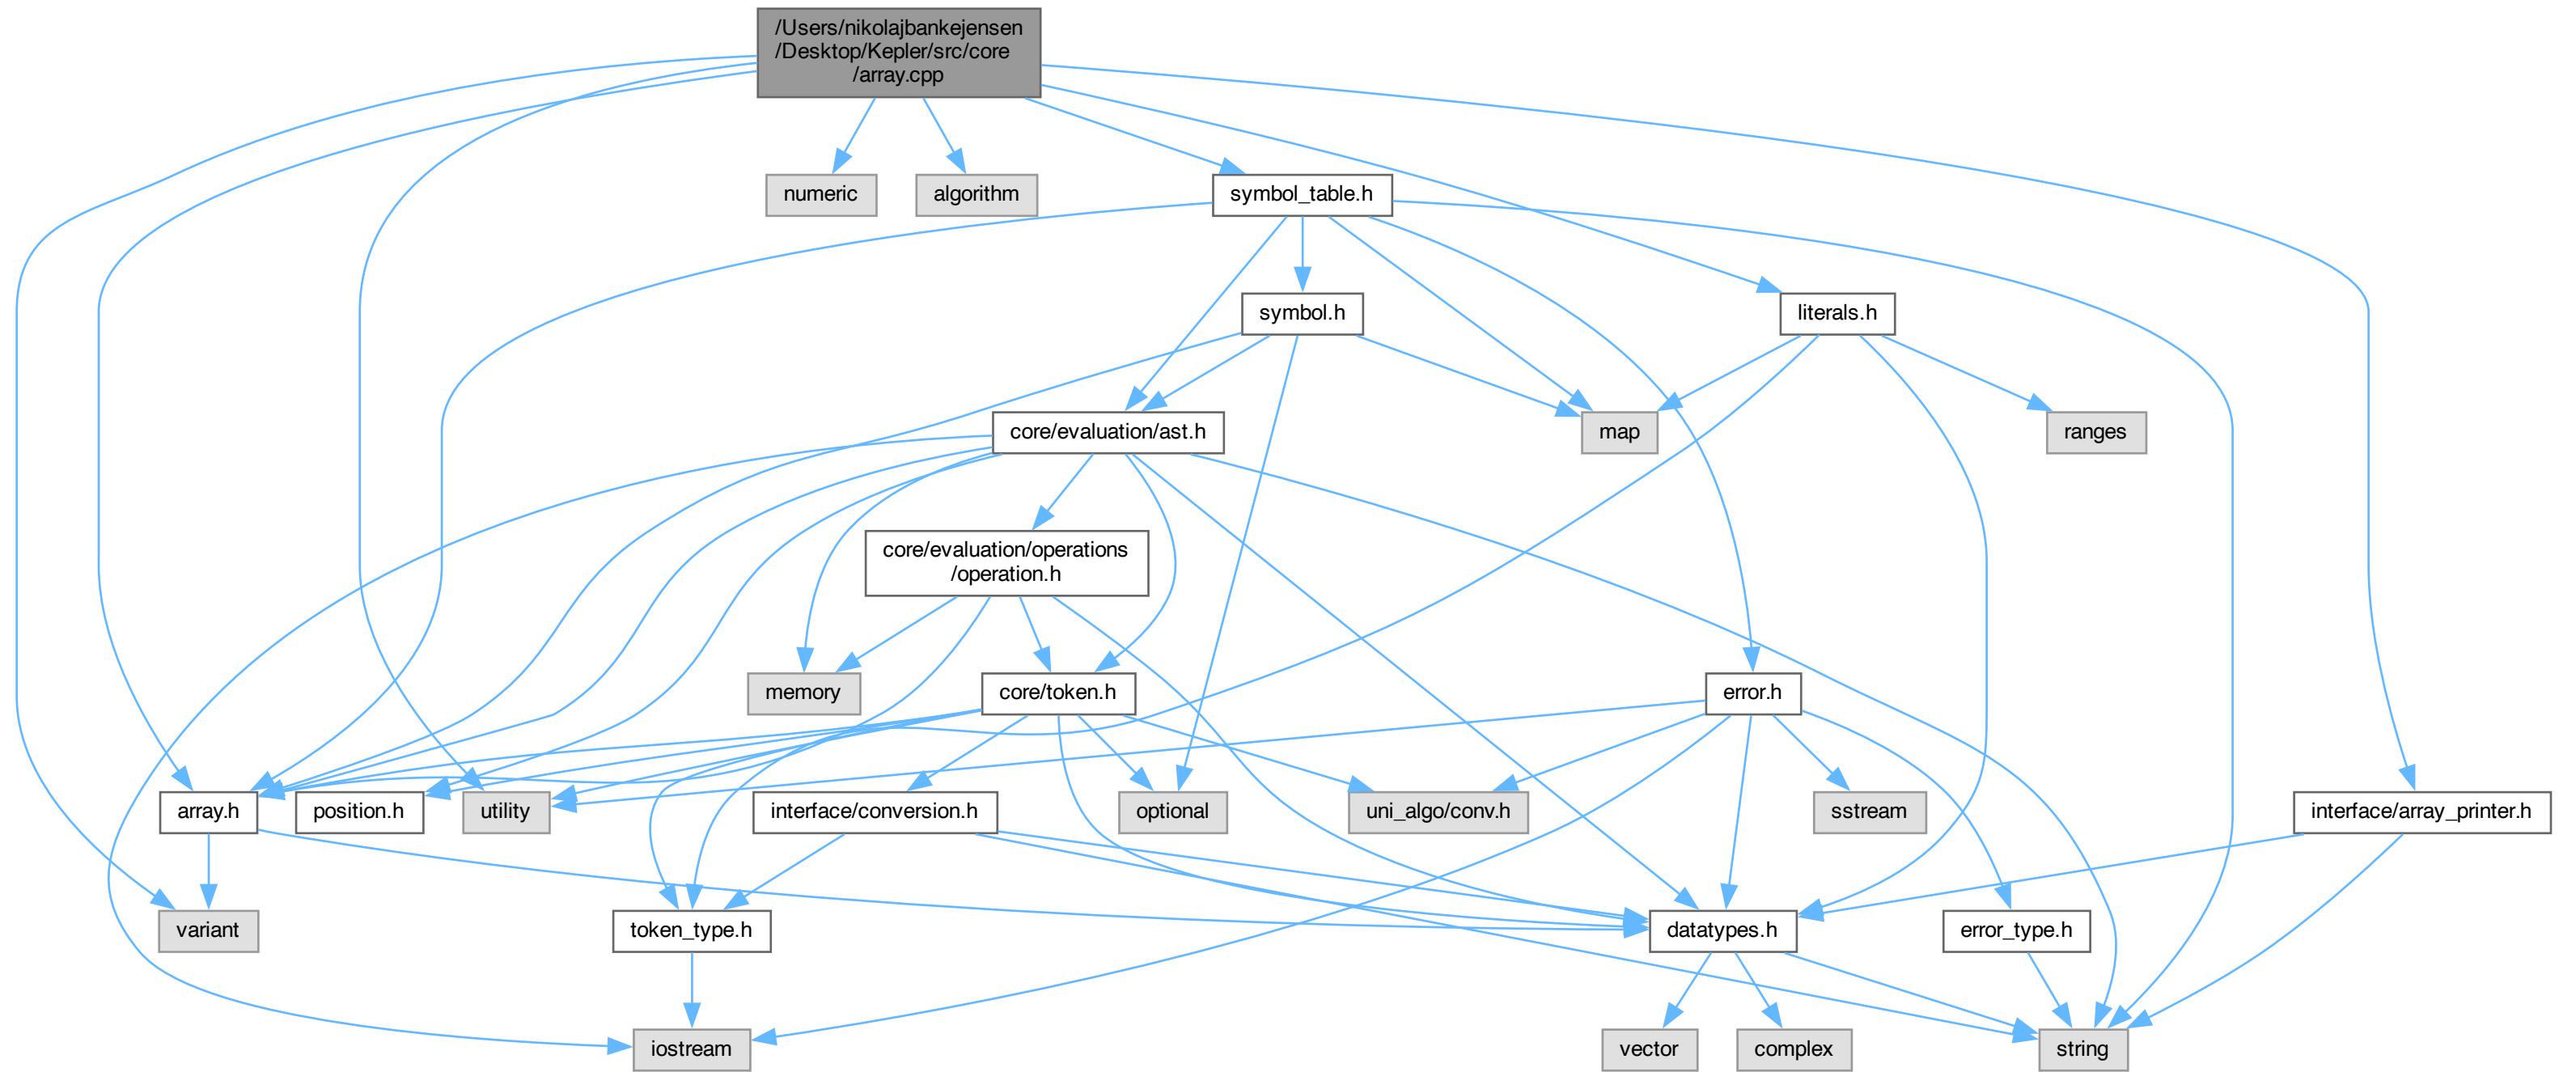 /Users/nikolajbankejensen
/Desktop/Kepler/src/core
/array.cpp
numeric
algorithm
symbol_table.h
symbol.h
literals.h
core/evaluation/ast.h
map
ranges
core/evaluation/operations
/operation.h
memory
core/token.h
error.h
array.h
position.h
utility
interface/conversion.h
optional
uni_algo/conv.h
sstream
interface/array_printer.h
variant
token_type.h
datatypes.h
error_type.h
iostream
vector
complex
string